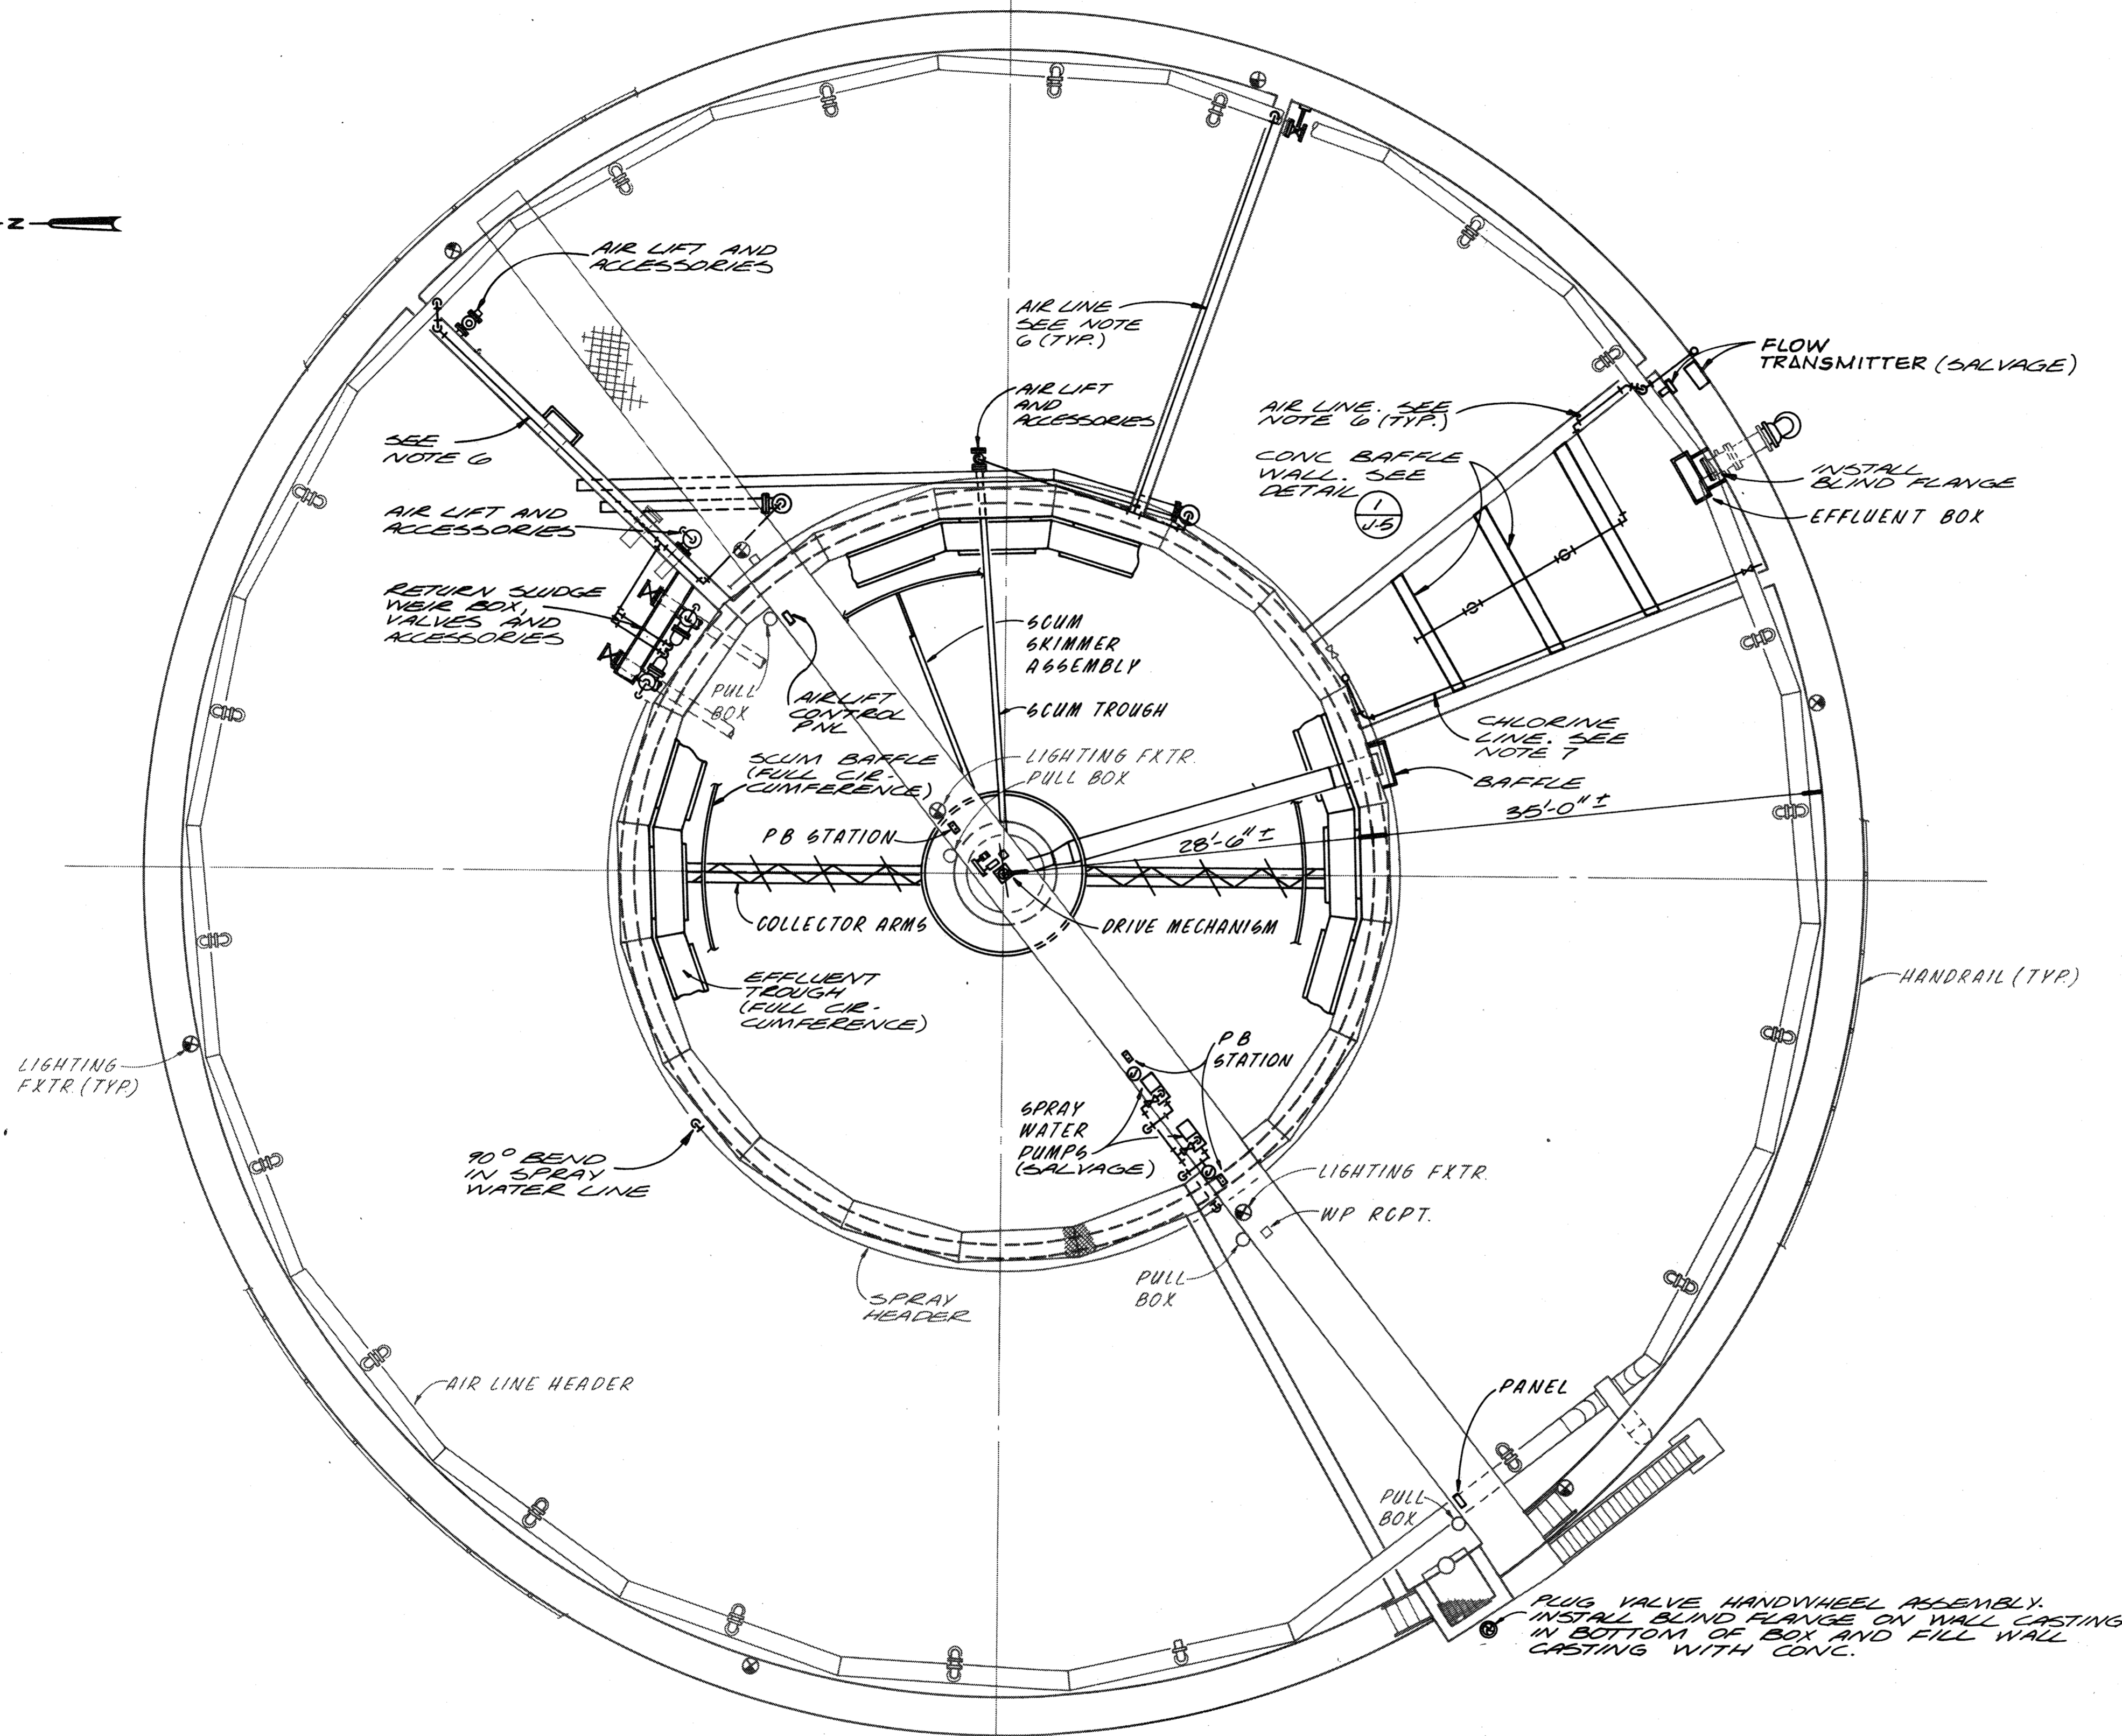 N
AIR LIFT AND
ACCESSORIES
AIR LINE
SEE NOTE
6 (TYP.)
FLOW
TRANSMITTER (SALVAGE)
AIR LIFT
AND
ACCESSORIES
AIR LINE. SEE
NOTE 6 (TYP.)
SEE
NOTE 6
CONC BAFFLE
WALL. SEE
DETAIL
1
J-5
INSTALL
BLIND FLANGE
EFFLUENT BOX
AIR LIFT AND
ACCESSORIES
RETURN SLUDGE
WEIR BOX,
VALVES AND
ACCESSORIES
SCUM
SKIMMER
ASSEMBLY
PULL
BOX
AIRLIFT
CONTROL
PNL
SCUM TROUGH
CHLORINE
LINE. SEE
NOTE 7
SCUM BAFFLE
(FULL CIR-
CUMFERENCE)
LIGHTING FXTR.
PULL BOX
BAFFLE
35'-0" ±
PB STATION
28'-6" ±
COLLECTOR ARMS
DRIVE MECHANISM
EFFLUENT
TROUGH
(FULL CIR-
CUMFERENCE)
HANDRAIL (TYP.)
LIGHTING
FXTR. (TYP.)
PB
STATION
J
SPRAY
WATER
PUMPS
(SALVAGE)
J
90° BEND
IN SPRAY
WATER LINE
LIGHTING FXTR.
WP RCPT.
PULL
BOX
SPRAY
HEADER
AIR LINE HEADER
PANEL
PULL
BOX
PLUG VALVE HANDWHEEL ASSEMBLY.
INSTALL BLIND FLANGE ON WALL CASTING
IN BOTTOM OF BOX AND FILL WALL
CASTING WITH CONC.